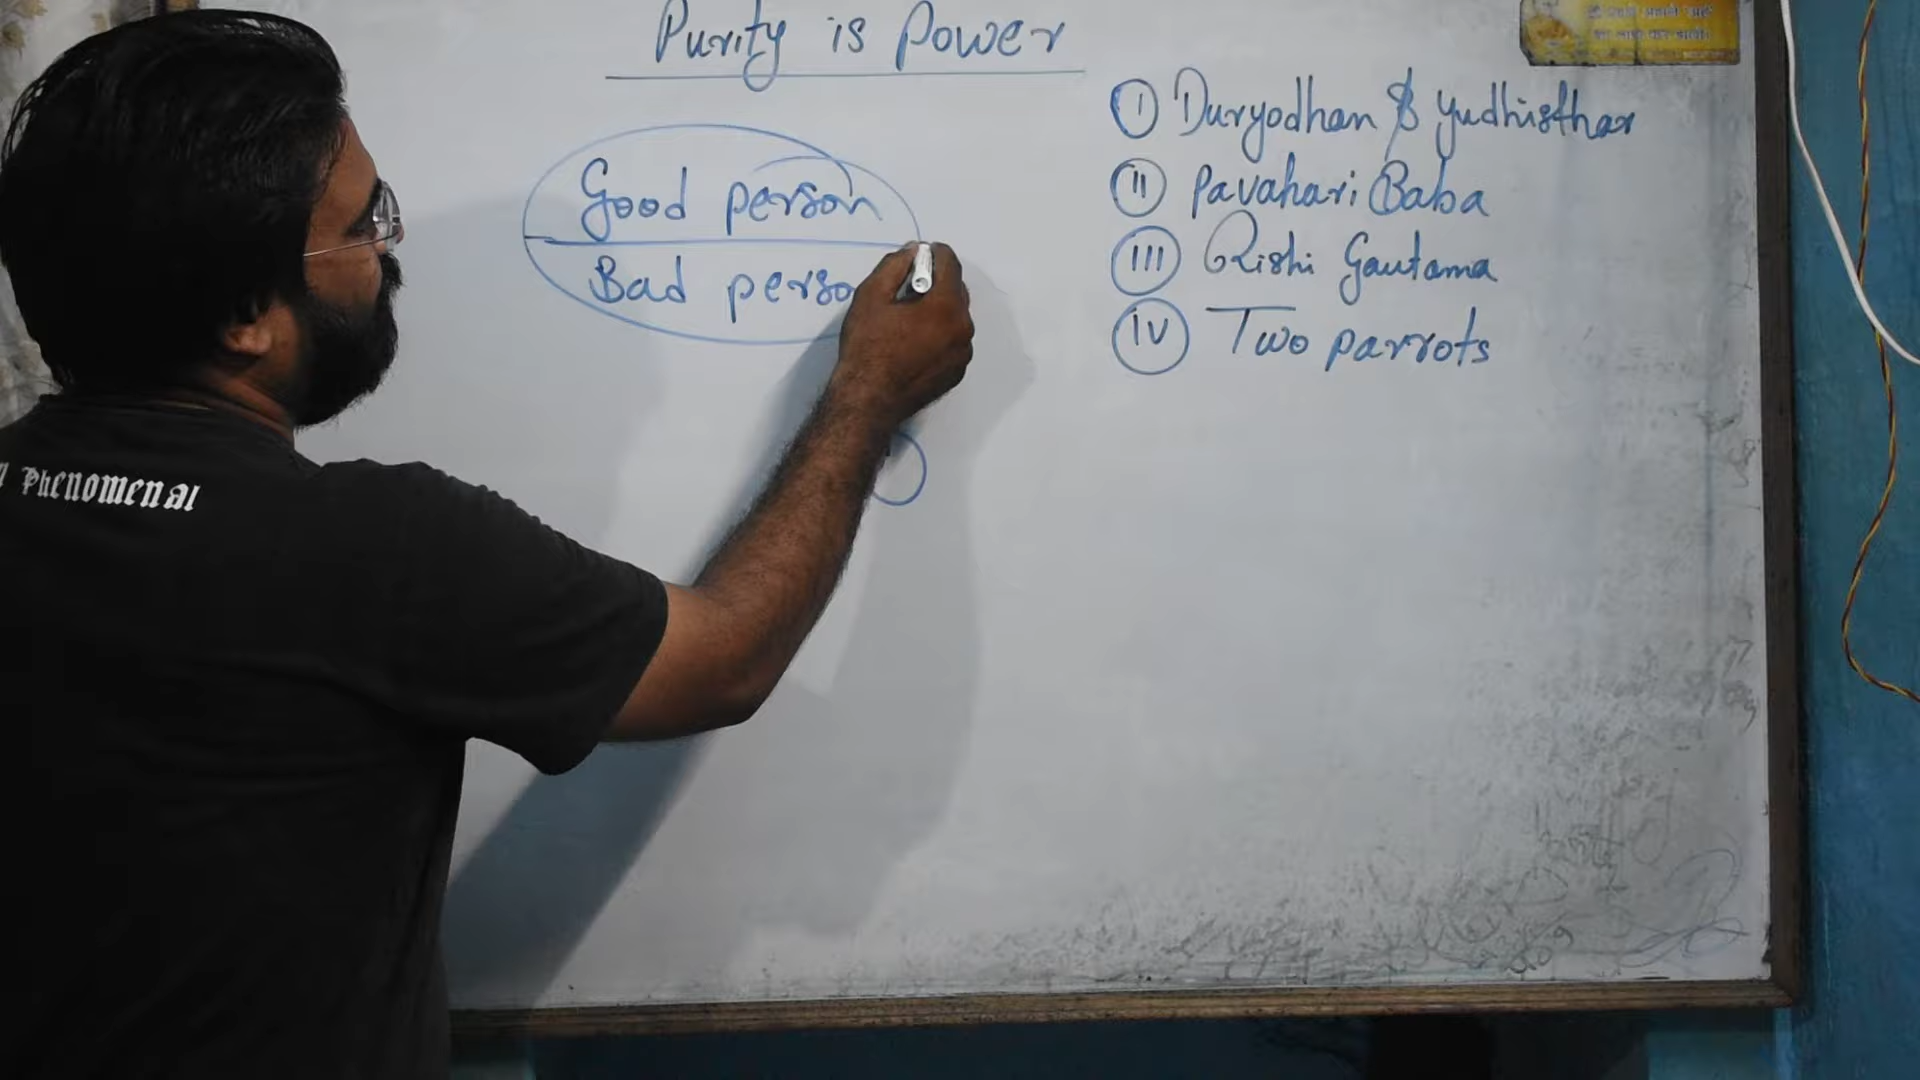 Purity is Power
Good person
Bad perso
I Duryodhan & Yudhisthar
II Pavahari Baba
III Rishi Gautama
IV Two parrots
Phenomenal